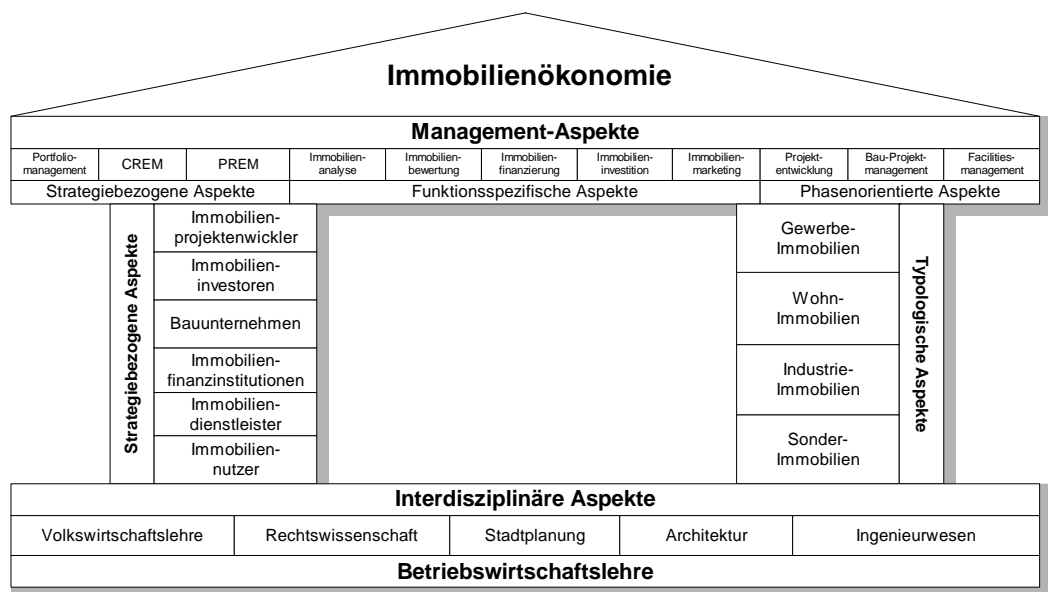 Immobilienökonomie
Management-Aspekte
Portfolio-
management
CREM
PREM
Immobilien-
analyse
Immobilien-
bewertung
Immobilien-
finanzierung
Immobilien-
investition
Immobilien-
marketing
Projekt-
entwicklung
Bau-Projekt-
management
Facilities-
management
Strategiebezogene Aspekte
Funktionsspezifische Aspekte
Phasenorientierte Aspekte
Strategiebezogene Aspekte
Immobilien-
projektenwickler
Immobilien-
investoren
Bauunternehmen
Immobilien-
finanzinstitutionen
Immobilien-
dienstleister
Immobilien-
nutzer
Gewerbe-
Immobilien
Wohn-
Immobilien
Industrie-
Immobilien
Sonder-
Immobilien
Typologische Aspekte
Interdisziplinäre Aspekte
Volkswirtschaftslehre
Rechtswissenschaft
Stadtplanung
Architektur
Ingenieurwesen
Betriebswirtschaftslehre